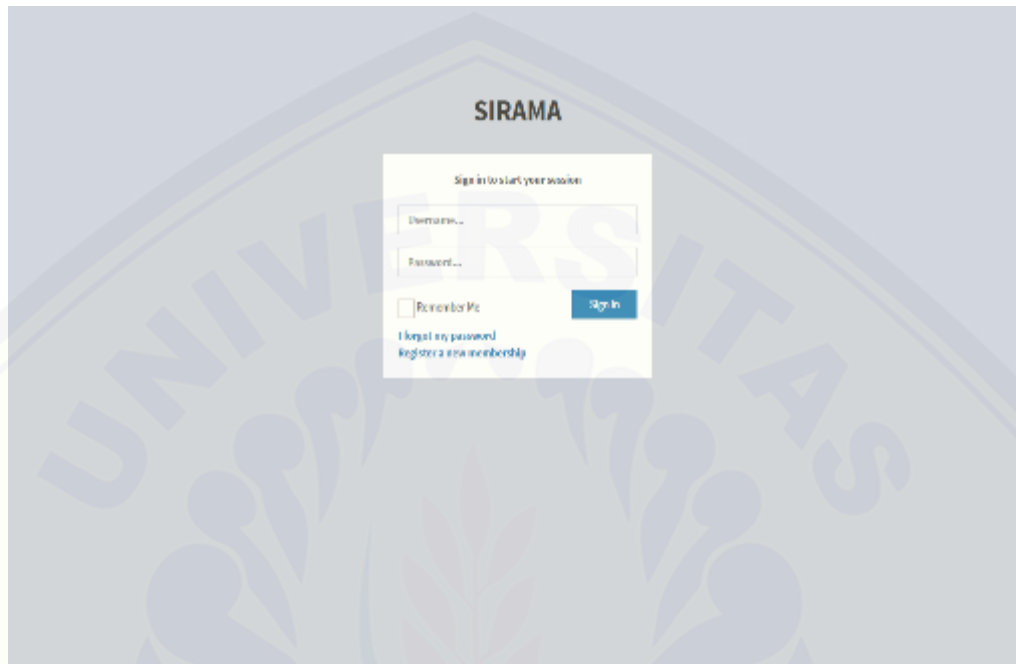 SIRAMA
Sign in to start your session
Username...
Password...
Remember Me
Sign In
I forgot my password
Register a new membership
UNIVERSITAS